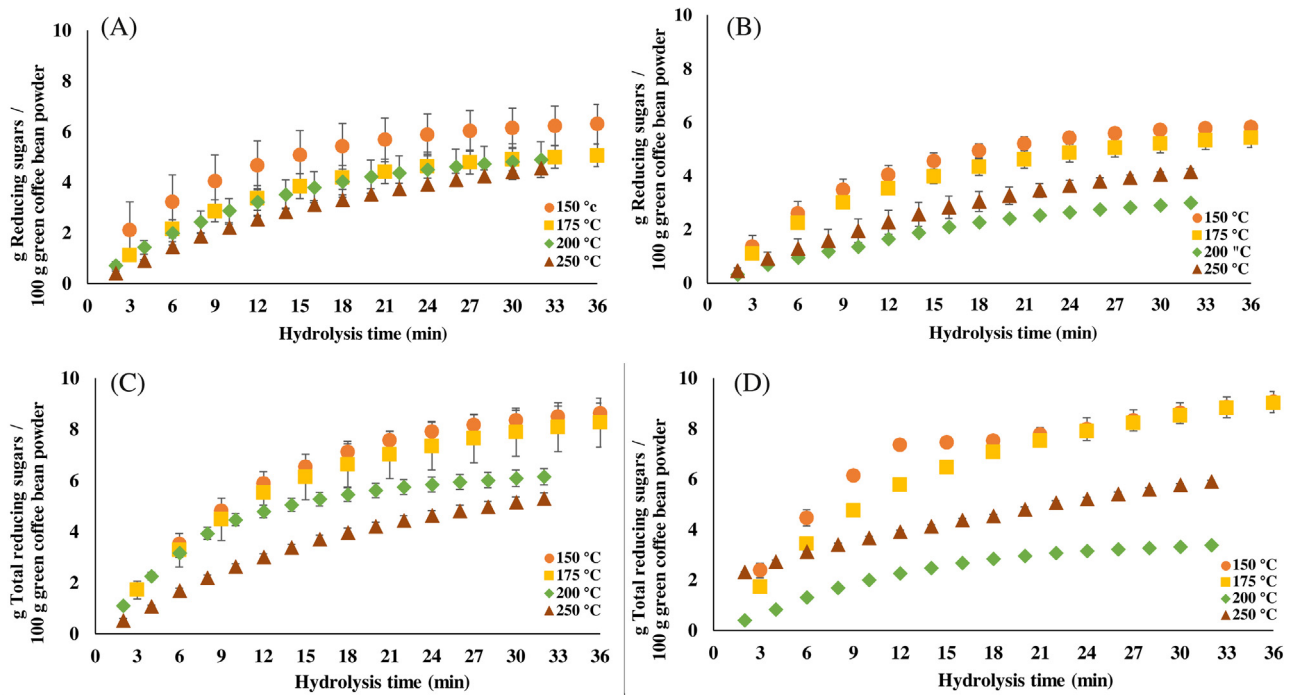 (A)
g Reducing sugars /
100 g green coffee bean powder
10
8
6
4
2
0
0 3 6 9 12 15 18 21 24 27 30 33 36
Hydrolysis time (min)
150 °c
175 °C
200 °C
250 °C
(B)
g Reducing sugars /
100 g green coffee bean powder
10
8
6
4
2
0
0 3 6 9 12 15 18 21 24 27 30 33 36
Hydrolysis time (min)
150 °C
175 °C
200 "C
250 °C
(C)
g Total reducing sugars /
100 g green coffee bean powder
10
8
6
4
2
0
0 3 6 9 12 15 18 21 24 27 30 33 36
Hydrolysis time (min)
150 °C
175 °C
200 °C
250 °C
(D)
g Total reducing sugars /
100 g green coffee bean powder
10
8
6
4
2
0
0 3 6 9 12 15 18 21 24 27 30 33 36
Hydrolysis time (min)
150 °C
175 °C
200 °C
250 °C